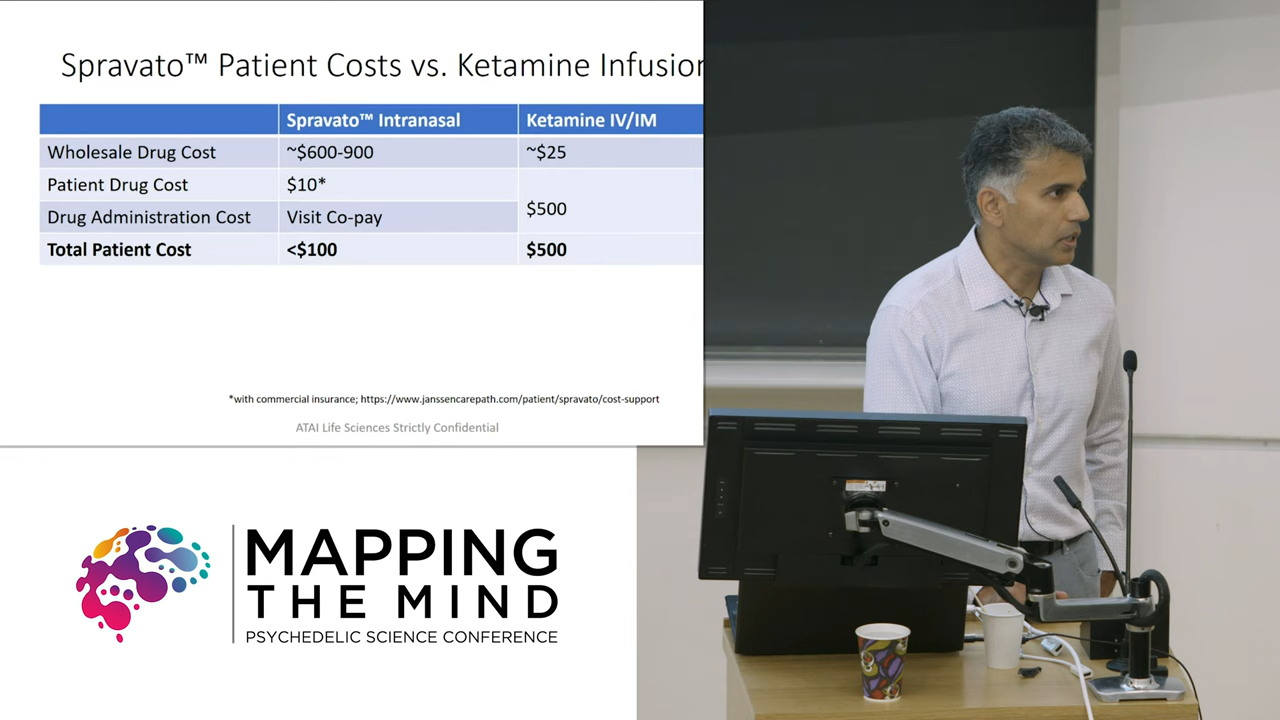 Spravato™ Patient Costs vs. Ketamine Infusion
Spravato™ Intranasal Ketamine IV/IM
Wholesale Drug Cost ~$600-900 ~$25
Patient Drug Cost $10*
$500
Drug Administration Cost Visit Co-pay
Total Patient Cost <$100 $500
*with commercial insurance; https://www.janssencarepath.com/patient/spravato/cost-support
ATAI Life Sciences Strictly Confidential
MAPPING
THE MIND
PSYCHEDELIC SCIENCE CONFERENCE